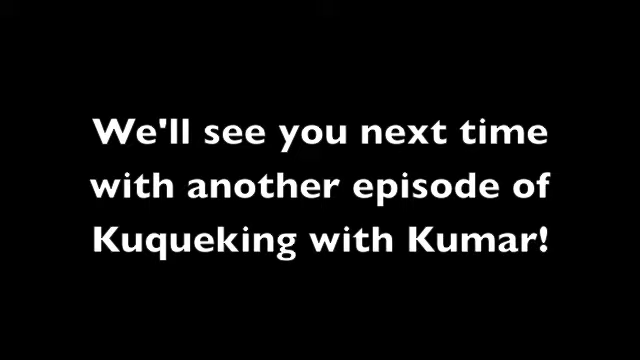 We'll see you next time
with another episode of
Kuqueking with Kumar!